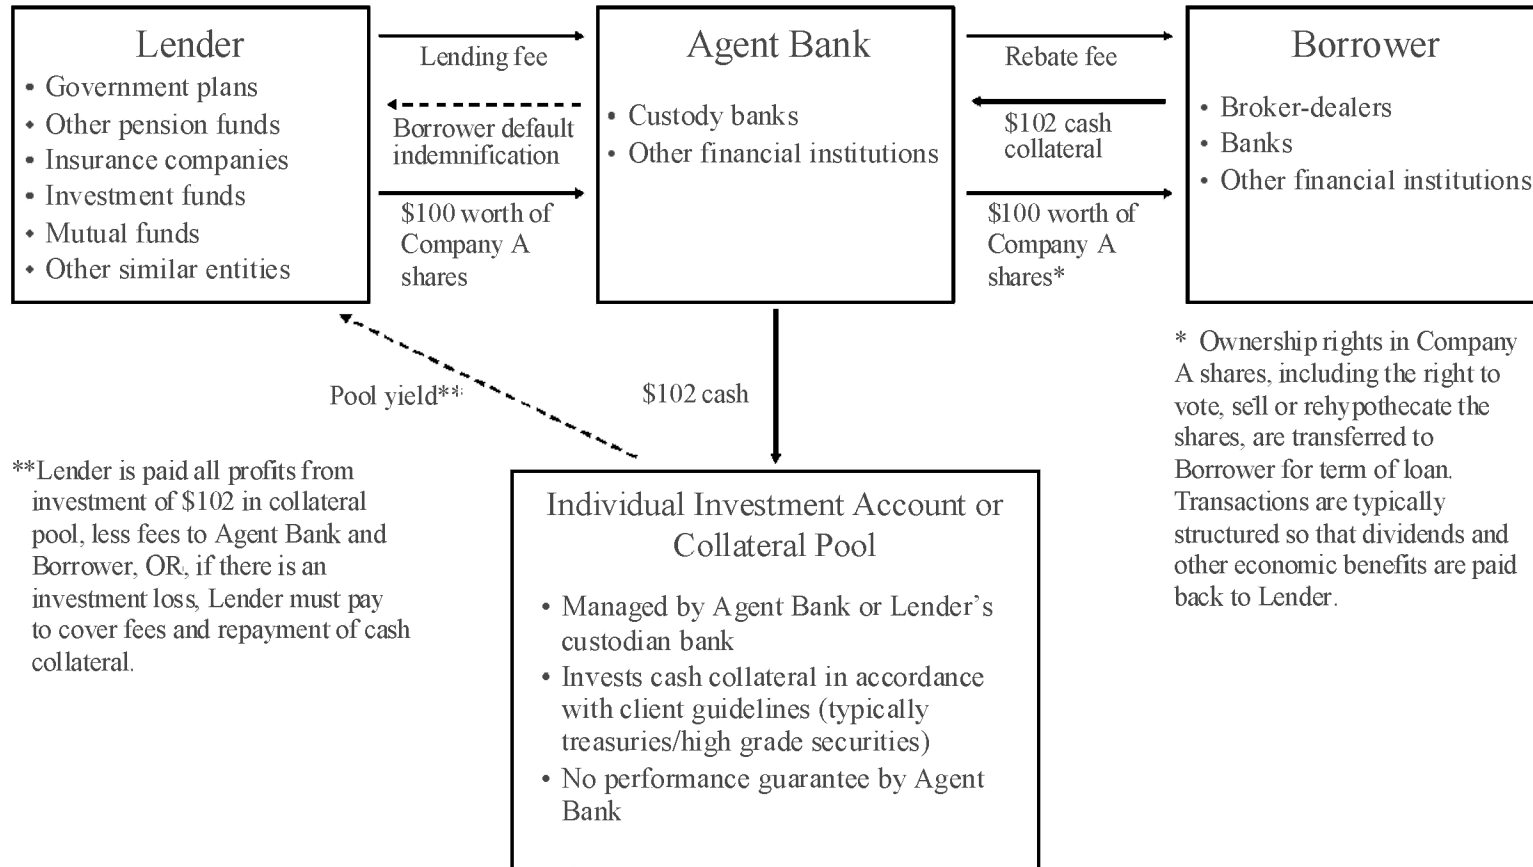 Lender
• Government plans
• Other pension funds
• Insurance companies
• Investment funds
• Mutual funds
• Other similar entities
Lending fee
Borrower default
indemnification
$100 worth of
Company A
shares
Agent Bank
• Custody banks
• Other financial institutions
Rebate fee
$102 cash
collateral
$100 worth of
Company A
shares*
Borrower
• Broker-dealers
• Banks
• Other financial institutions
* Ownership rights in Company
A shares, including the right to
vote, sell or rehypothecate the
shares, are transferred to
Borrower for term of loan.
Transactions are typically
structured so that dividends and
other economic benefits are paid
back to Lender.
Pool yield**
$102 cash
**Lender is paid all profits from
investment of $102 in collateral
pool, less fees to Agent Bank and
Borrower, OR, if there is an
investment loss, Lender must pay
to cover fees and repayment of cash
collateral.
Individual Investment Account or
Collateral Pool
• Managed by Agent Bank or Lender's
custodian bank
• Invests cash collateral in accordance
with client guidelines (typically
treasuries/high grade securities)
• No performance guarantee by Agent
Bank